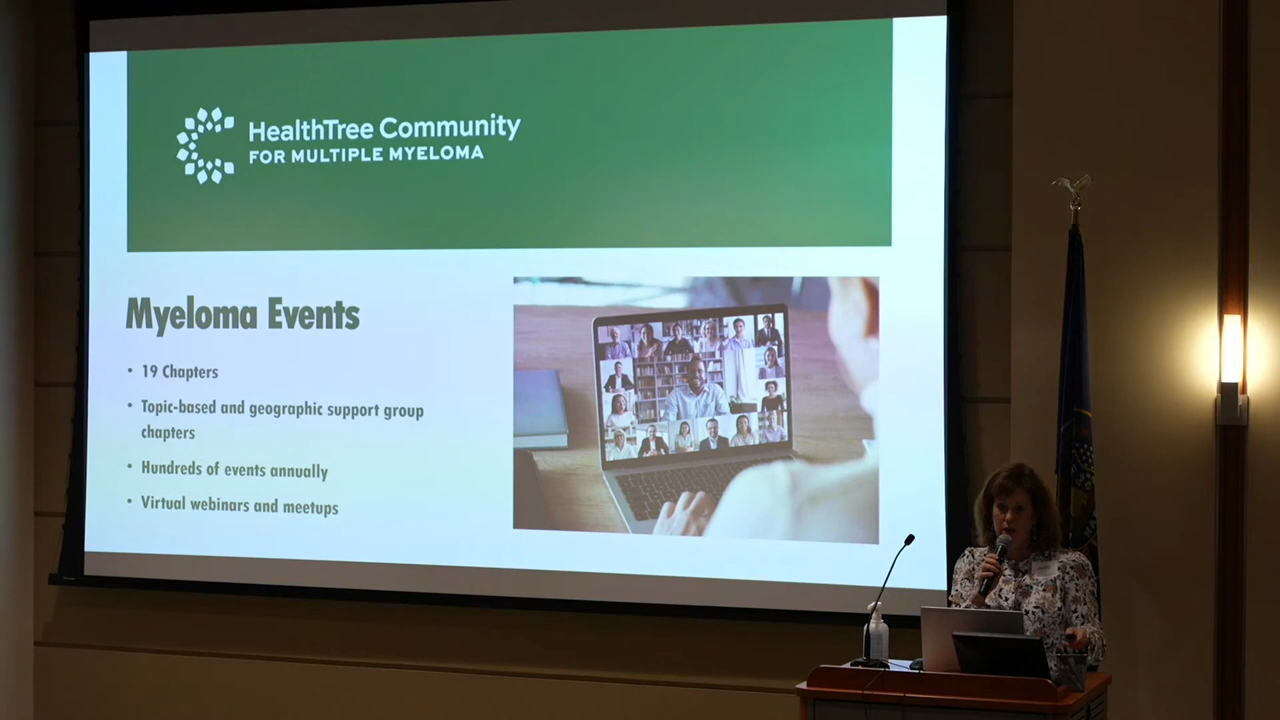 HealthTree Community
FOR MULTIPLE MYELOMA
Myeloma Events
• 19 Chapters
• Topic-based and geographic support group
chapters
• Hundreds of events annually
• Virtual webinars and meetups